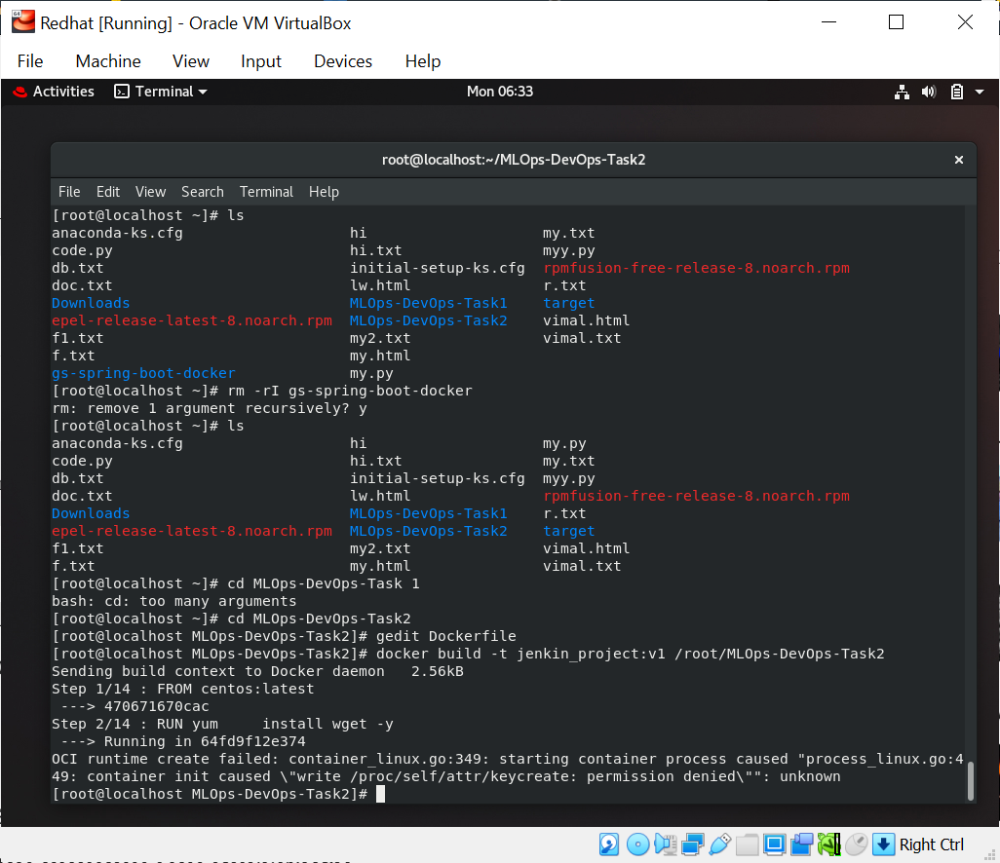 Redhat [Running] - Oracle VM VirtualBox
File Machine View Input Devices Help
Activities Terminal Mon 06:33
root@localhost:~/MLOps-DevOps-Task2
File Edit View Search Terminal Help
[root@localhost ~]# ls
anaconda-ks.cfg hi my.txt
code.py hi.txt myy.py
db.txt initial-setup-ks.cfg rpmfusion-free-release-8.noarch.rpm
doc.txt lw.html r.txt
Downloads MLOps-DevOps-Task1 target
epel-release-latest-8.noarch.rpm MLOps-DevOps-Task2 vimal.html
f1.txt my2.txt vimal.txt
f.txt my.html
gs-spring-boot-docker my.py
[root@localhost ~]# rm -rI gs-spring-boot-docker
rm: remove 1 argument recursively? y
[root@localhost ~]# ls
anaconda-ks.cfg hi my.py
code.py hi.txt my.txt
db.txt initial-setup-ks.cfg myy.py
doc.txt lw.html rpmfusion-free-release-8.noarch.rpm
Downloads MLOps-DevOps-Task1 r.txt
epel-release-latest-8.noarch.rpm MLOps-DevOps-Task2 target
f1.txt my2.txt vimal.html
f.txt my.html vimal.txt
[root@localhost ~]# cd MLOps-DevOps-Task 1
bash: cd: too many arguments
[root@localhost ~]# cd MLOps-DevOps-Task2
[root@localhost MLOps-DevOps-Task2]# gedit Dockerfile
[root@localhost MLOps-DevOps-Task2]# docker build -t jenkin_project:v1 /root/MLOps-DevOps-Task2
Sending build context to Docker daemon 2.56kB
Step 1/14 : FROM centos:latest
---> 470671670cac
Step 2/14 : RUN yum install wget -y
---> Running in 64fd9f12e374
OCI runtime create failed: container_linux.go:349: starting container process caused "process_linux.go:4
49: container init caused \"write /proc/self/attr/keycreate: permission denied\"": unknown
[root@localhost MLOps-DevOps-Task2]#
Right Ctrl